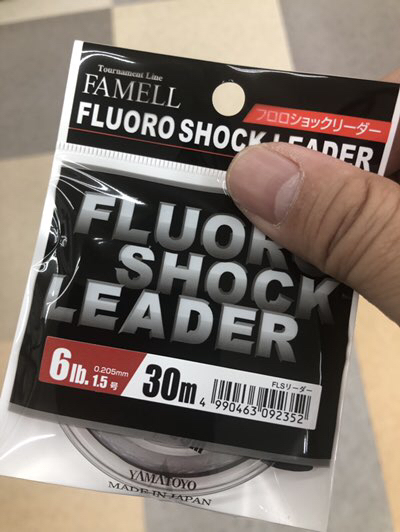 Tournament Line
FAMELL
フロロショックリーダー
FLUORO SHOCK LEADER
FLUORO
SHOCK
LEADER
6lb. 0.205mm 1.5号
30m
FLSリーダー
4 990463 092352
YAMATOYO
MADE IN JAPAN